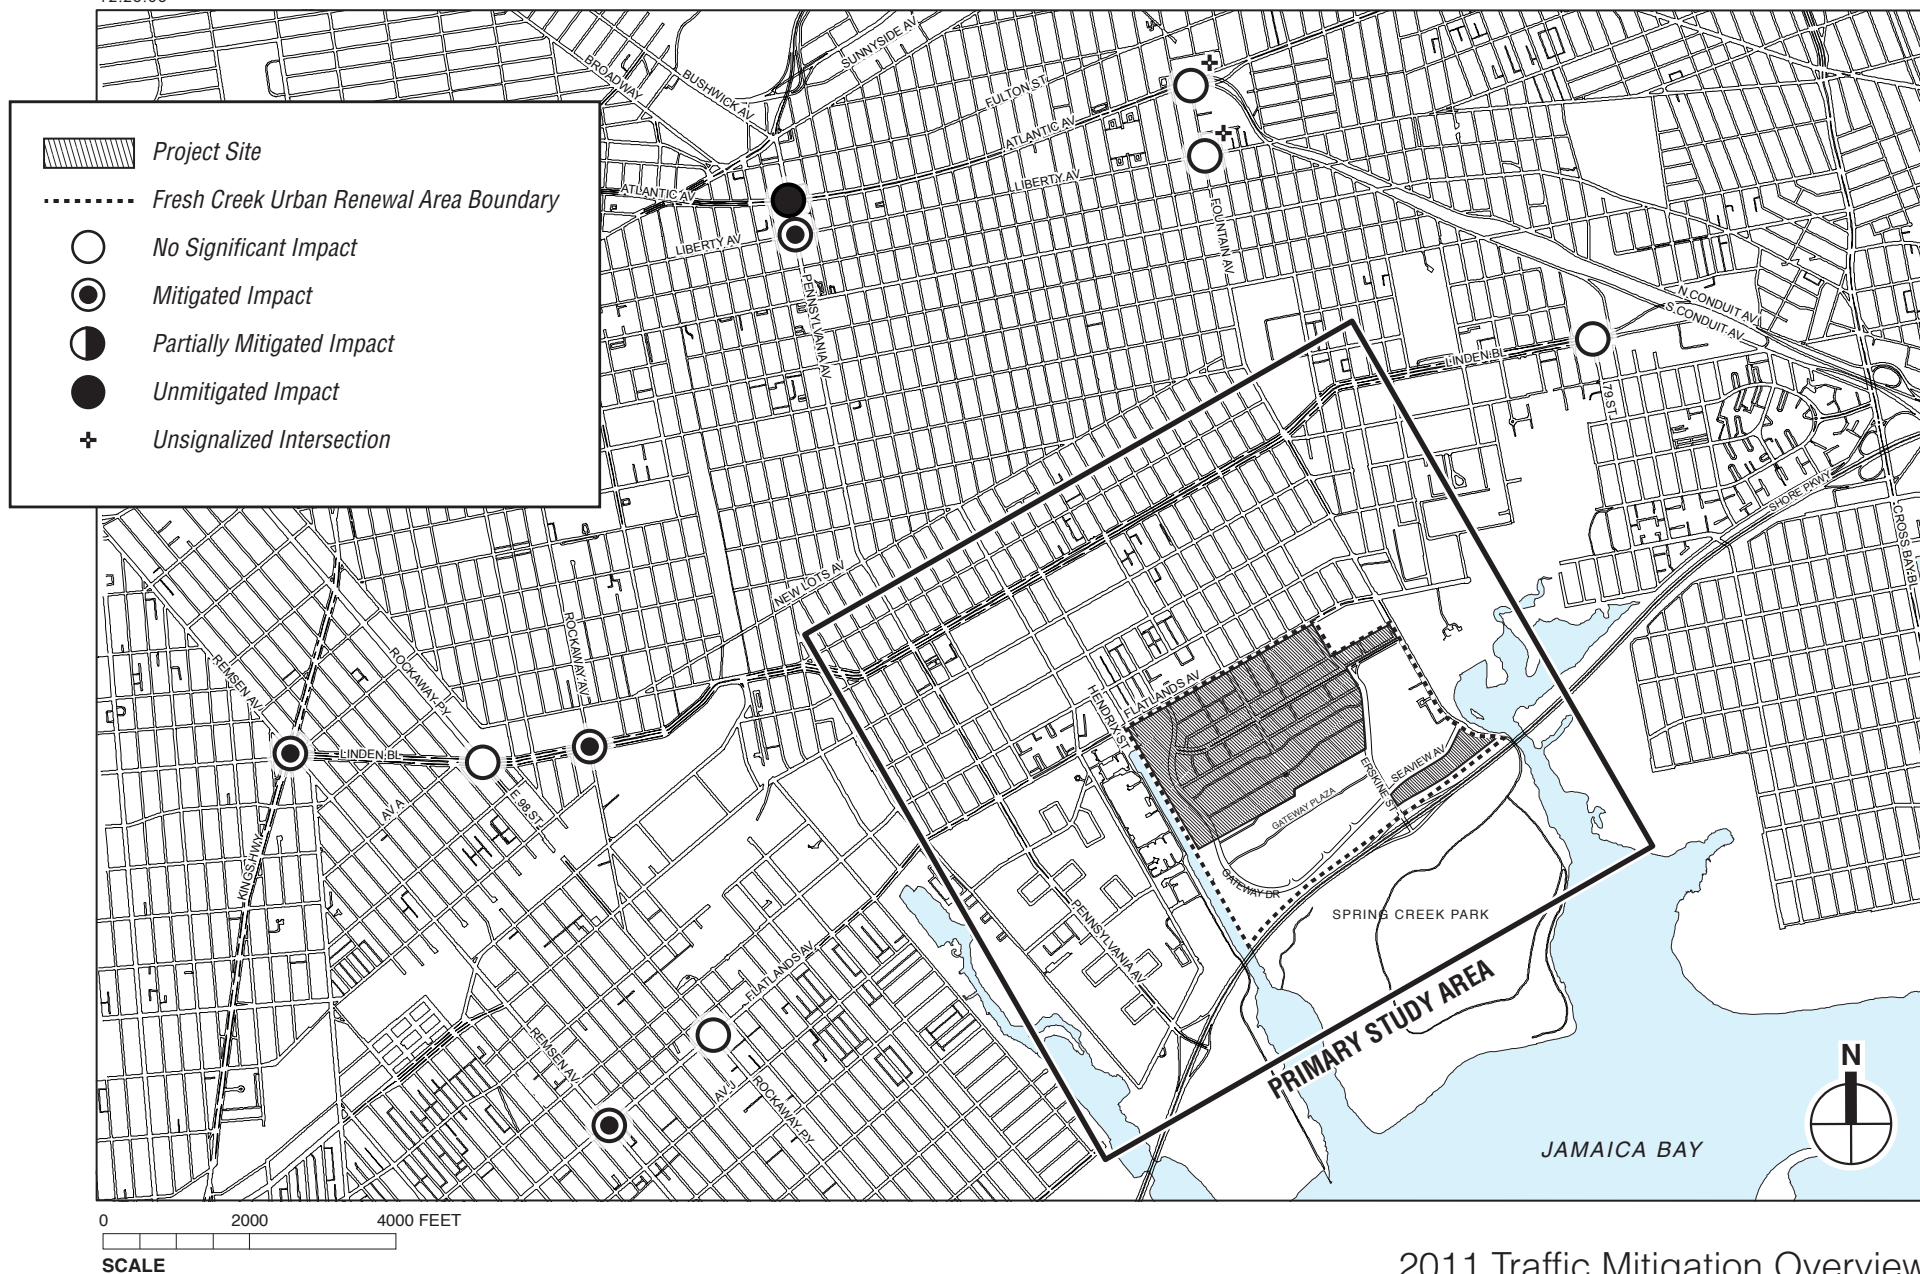 Project Site
Fresh Creek Urban Renewal Area Boundary
No Significant Impact
Mitigated Impact
Partially Mitigated Impact
Unmitigated Impact
Unsignalized Intersection
BROADWAY
BUSHWICK AV
SUNNYSIDE AV
FULTON ST
ATLANTIC AV
ATLANTIC AV
LIBERTY AV
LIBERTY AV
FOUNTAIN AV
PENNSYLVANIA AV
N CONDUIT AV
S CONDUIT AV
LINDEN BL
79 ST
SHORE PKWY
CROSS BAY BL
NEW LOTS AV
ROCKAWAY AV
ROCKAWAY PY
REMSEN AV
LINDEN BL
AV A
E 98 ST
KINGS HWY
HENDRIX ST
FLATLANDS AV
ERSKINE ST
SEAVIEW AV
GATEWAY PLAZA
GATEWAY DR
SPRING CREEK PARK
PENNSYLVANIA AV
FLATLANDS AV
REMSEN AV
AV J
ROCKAWAY PY
PRIMARY STUDY AREA
JAMAICA BAY
N
0 2000 4000 FEET
SCALE
2011 Traffic Mitigation Overview